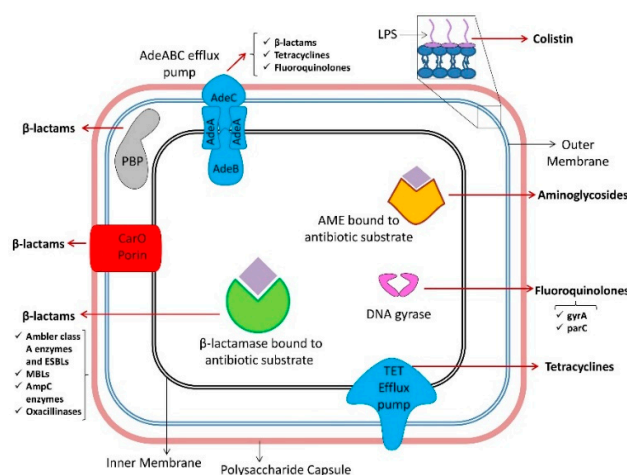 AdeABC efflux
pump
✓ β-lactams
✓ Tetracyclines
✓ Fluoroquinolones
LPS
Colistin
AdeC
AdeA
AdeA
AdeB
β-lactams
PBP
Outer
Membrane
Aminoglycosides
AME bound to
antibiotic substrate
β-lactams
CarO
Porin
Fluoroquinolones
✓ gyrA
✓ parC
DNA gyrase
β-lactams
✓ Ambler class
A enzymes
and ESBLs
✓ MBLs
✓ AmpC
enzymes
✓ Oxacillinases
β-lactamase bound to
antibiotic substrate
Tetracyclines
TET
Efflux
pump
Inner Membrane
Polysaccharide Capsule